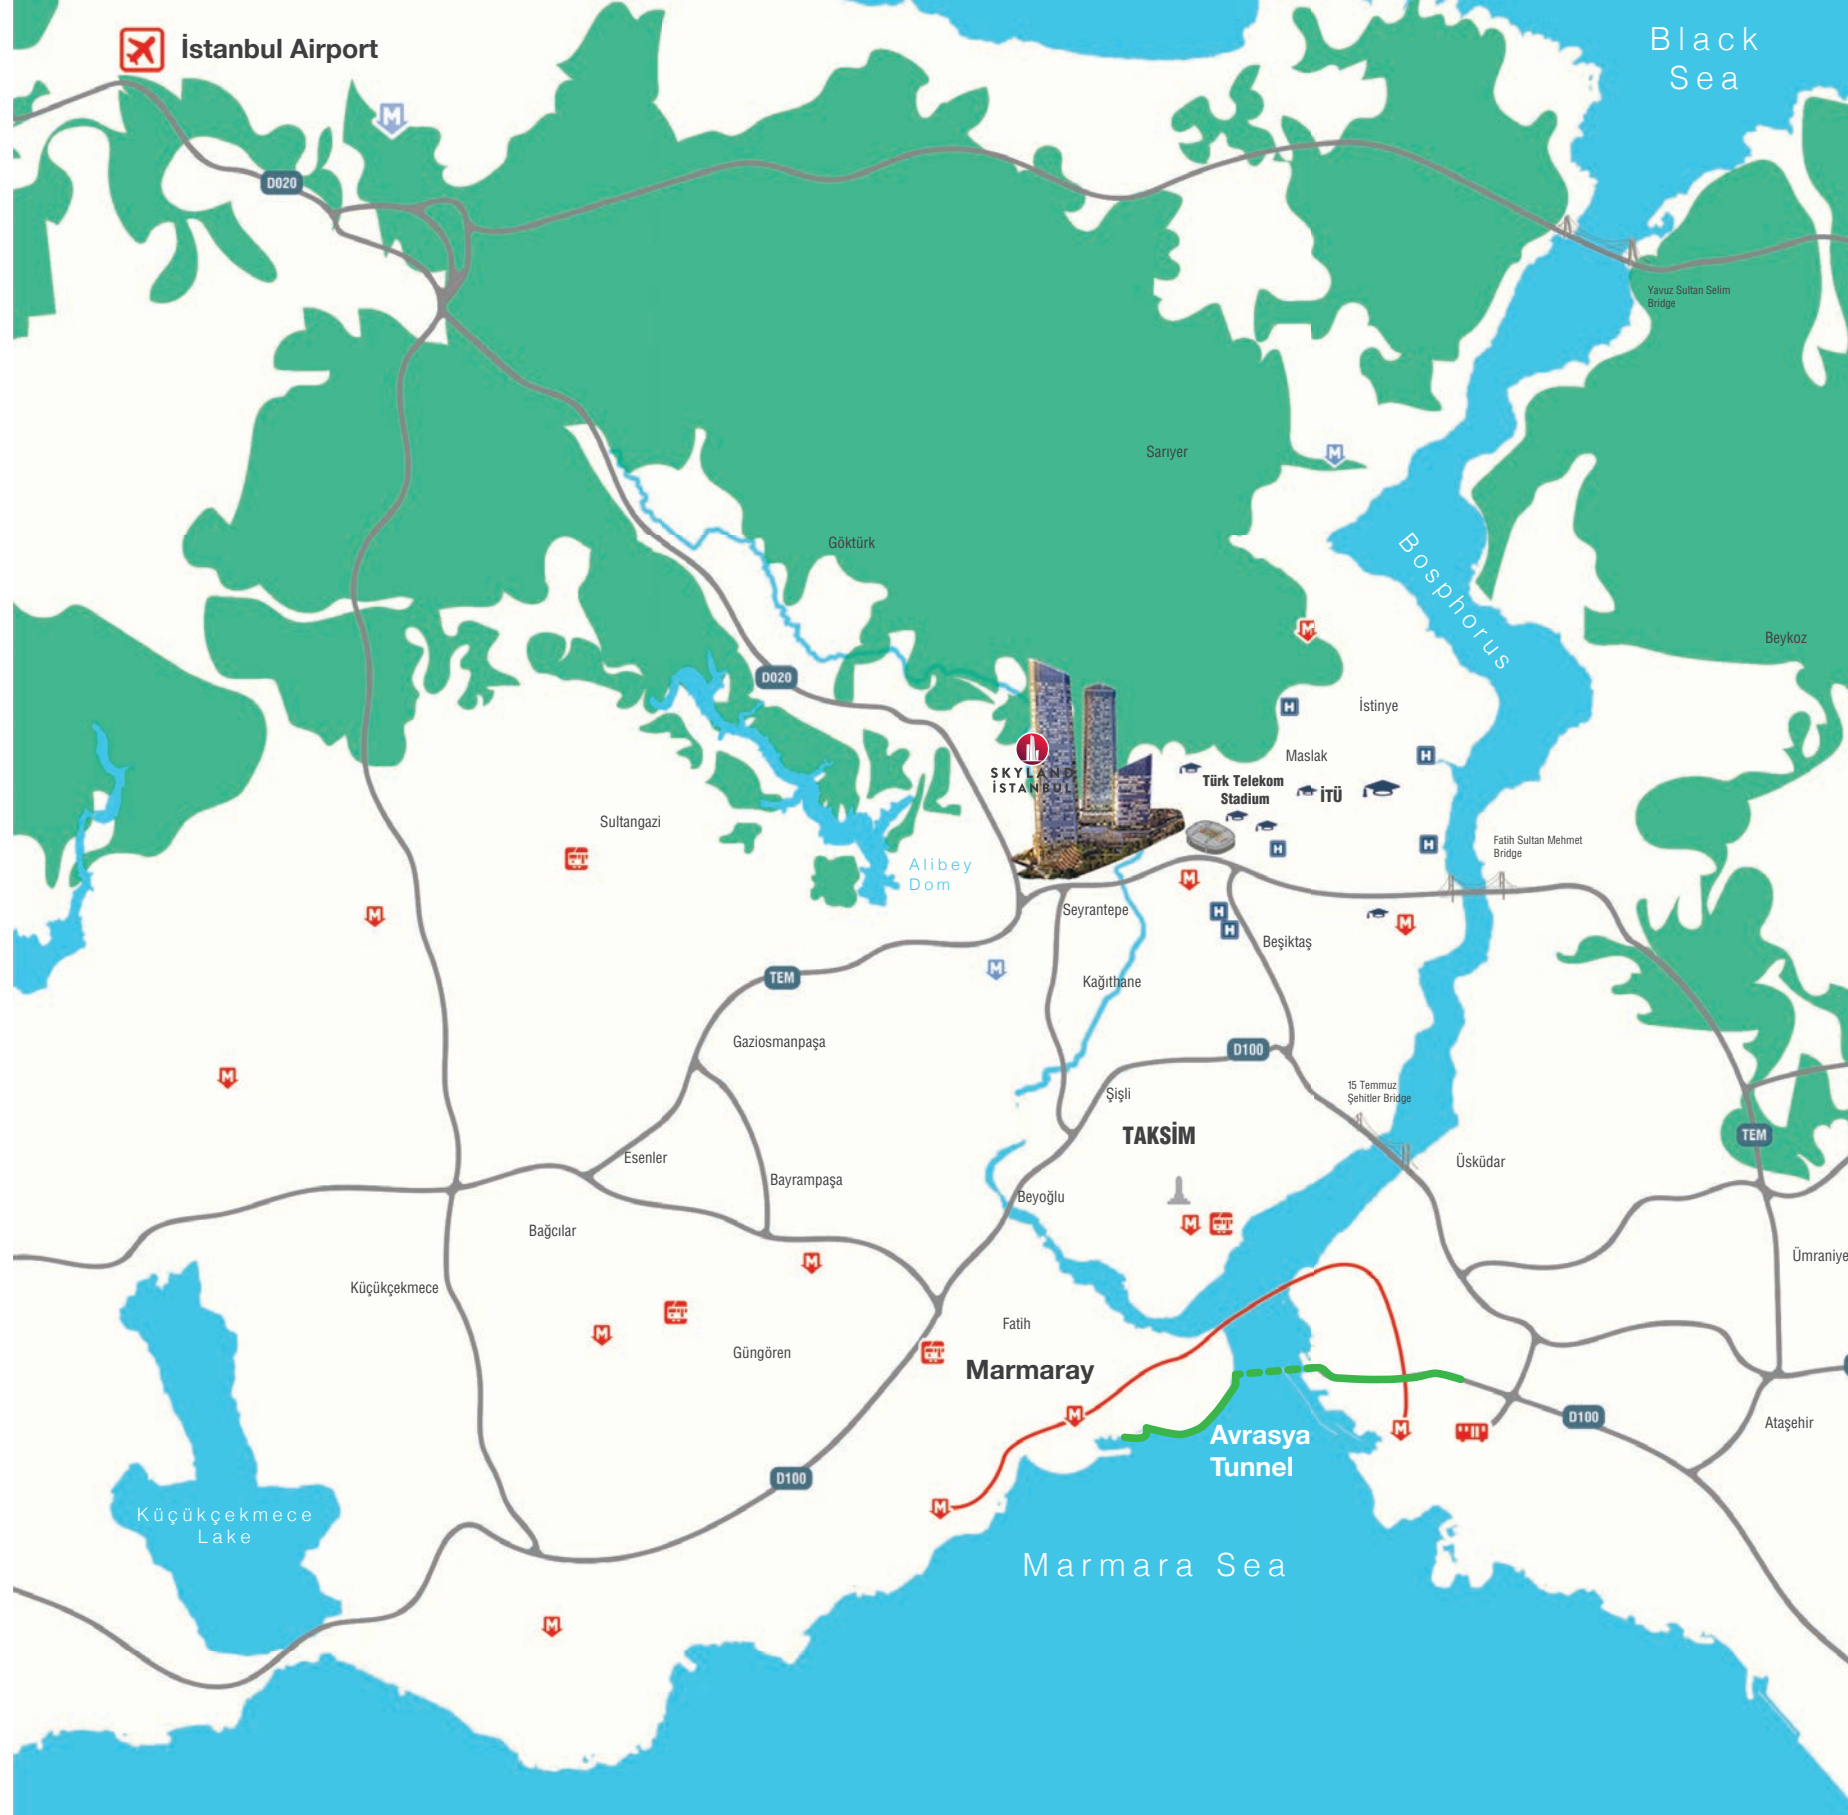 Black
Sea
İstanbul Airport
M
D020
Yavuz Sultan Selim
Bridge
Sarıyer
M
Göktürk
Bosphorus
M
Beykoz
D020
H
İstinye
SKYLAND
İSTANBUL
Maslak
H
Türk Telekom
Stadium
İTÜ
Sultangazi
H
H
Fatih Sultan Mehmet
Bridge
Alibey
Dom
M
M
Seyrantepe
H
H
M
Beşiktaş
TEM
M
Kağıthane
Gaziosmanpaşa
D100
M
15 Temmuz
Şehitler Bridge
Şişli
TAKSİM
TEM
Esenler
Üsküdar
Bayrampaşa
Beyoğlu
M
Bağcılar
Ümraniye
M
Küçükçekmece
Fatih
M
Güngören
Marmaray
M
D100
Ataşehir
M
Avrasya
Tunnel
D100
M
Küçükçekmece
Lake
Marmara Sea
M